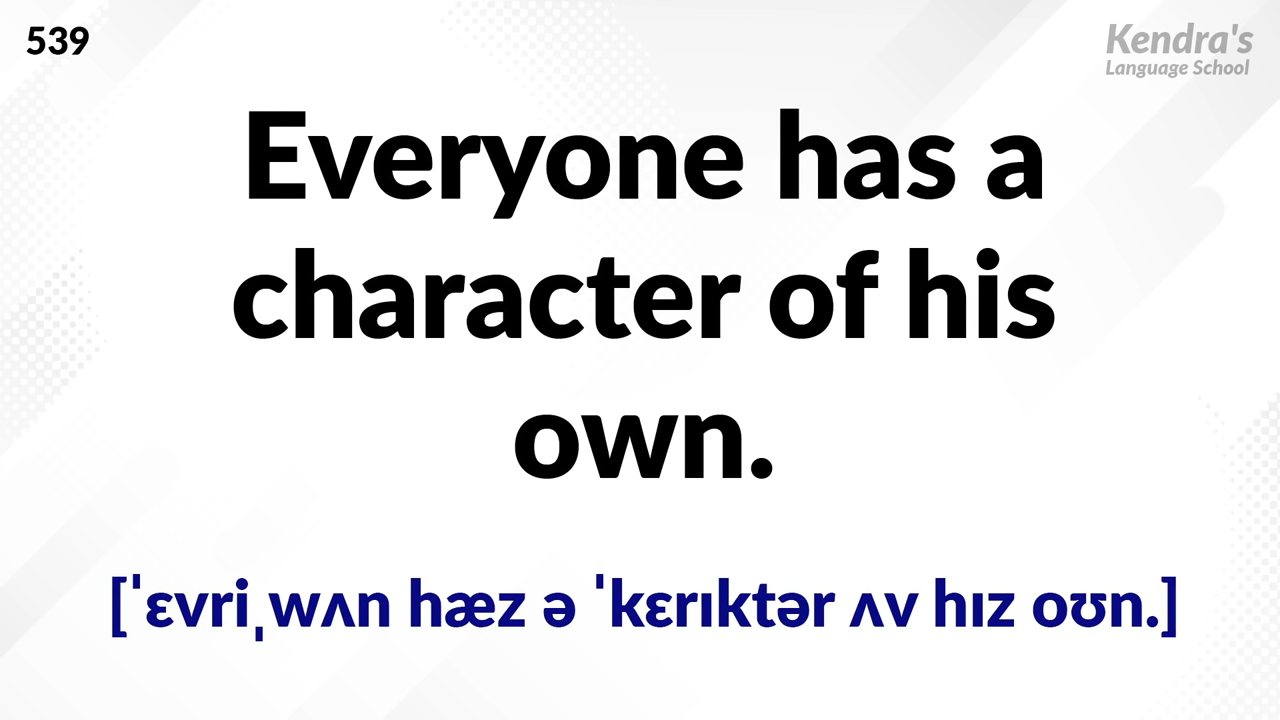 539
Kendra's
Language School
Everyone has a
character of his
own.
[ˈɛvriˌwʌn hæz ə ˈkɛrɪktər ʌv hɪz oʊn.]